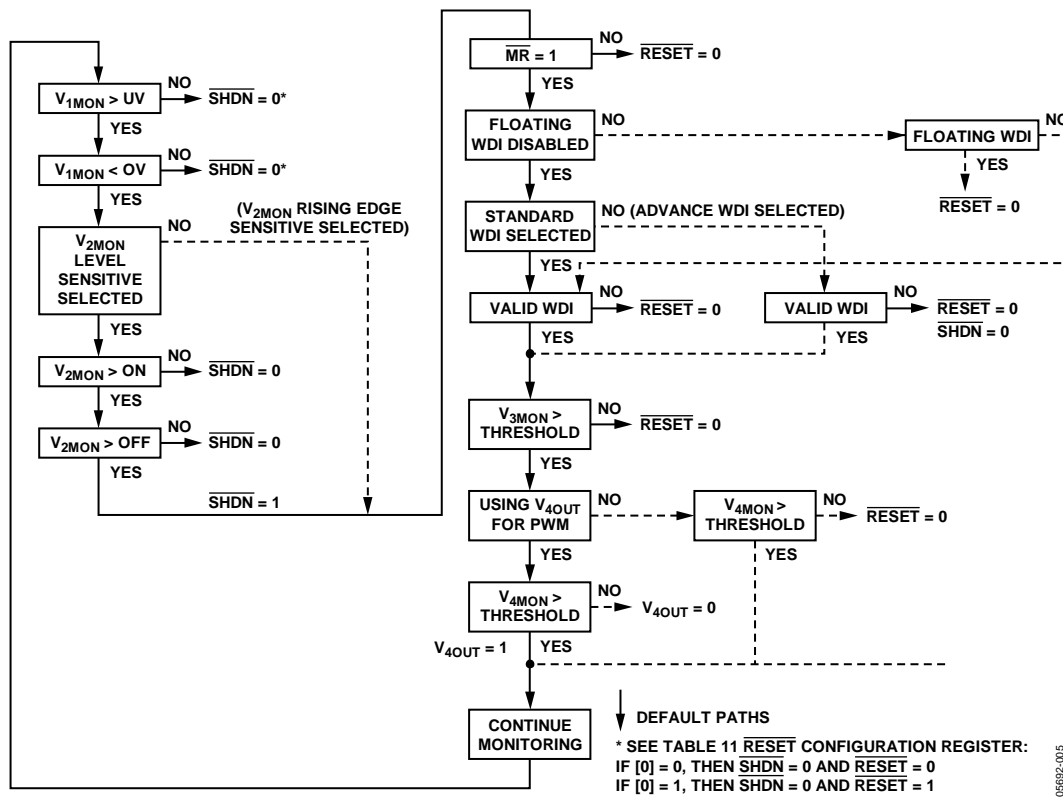 V1MON > UV
NO
SHDN = 0*
YES
V1MON < OV
NO
SHDN = 0*
YES
V2MON
LEVEL
SENSITIVE
SELECTED
NO
(V2MON RISING EDGE
SENSITIVE SELECTED)
YES
V2MON > ON
NO
SHDN = 0
YES
V2MON > OFF
NO
SHDN = 0
YES
SHDN = 1
MR = 1
NO
RESET = 0
YES
FLOATING
WDI DISABLED
NO
FLOATING WDI
NO
YES
RESET = 0
YES
STANDARD
WDI SELECTED
NO (ADVANCE WDI SELECTED)
YES
VALID WDI
NO
RESET = 0
YES
VALID WDI
NO
RESET = 0
SHDN = 0
YES
V3MON >
THRESHOLD
NO
RESET = 0
YES
USING V4OUT
FOR PWM
NO
V4MON >
THRESHOLD
NO
RESET = 0
YES
YES
V4MON >
THRESHOLD
NO
V4OUT = 0
V4OUT = 1
YES
CONTINUE
MONITORING
DEFAULT PATHS
* SEE TABLE 11 RESET CONFIGURATION REGISTER:
IF [0] = 0, THEN SHDN = 0 AND RESET = 0
IF [0] = 1, THEN SHDN = 0 AND RESET = 1
05692-005